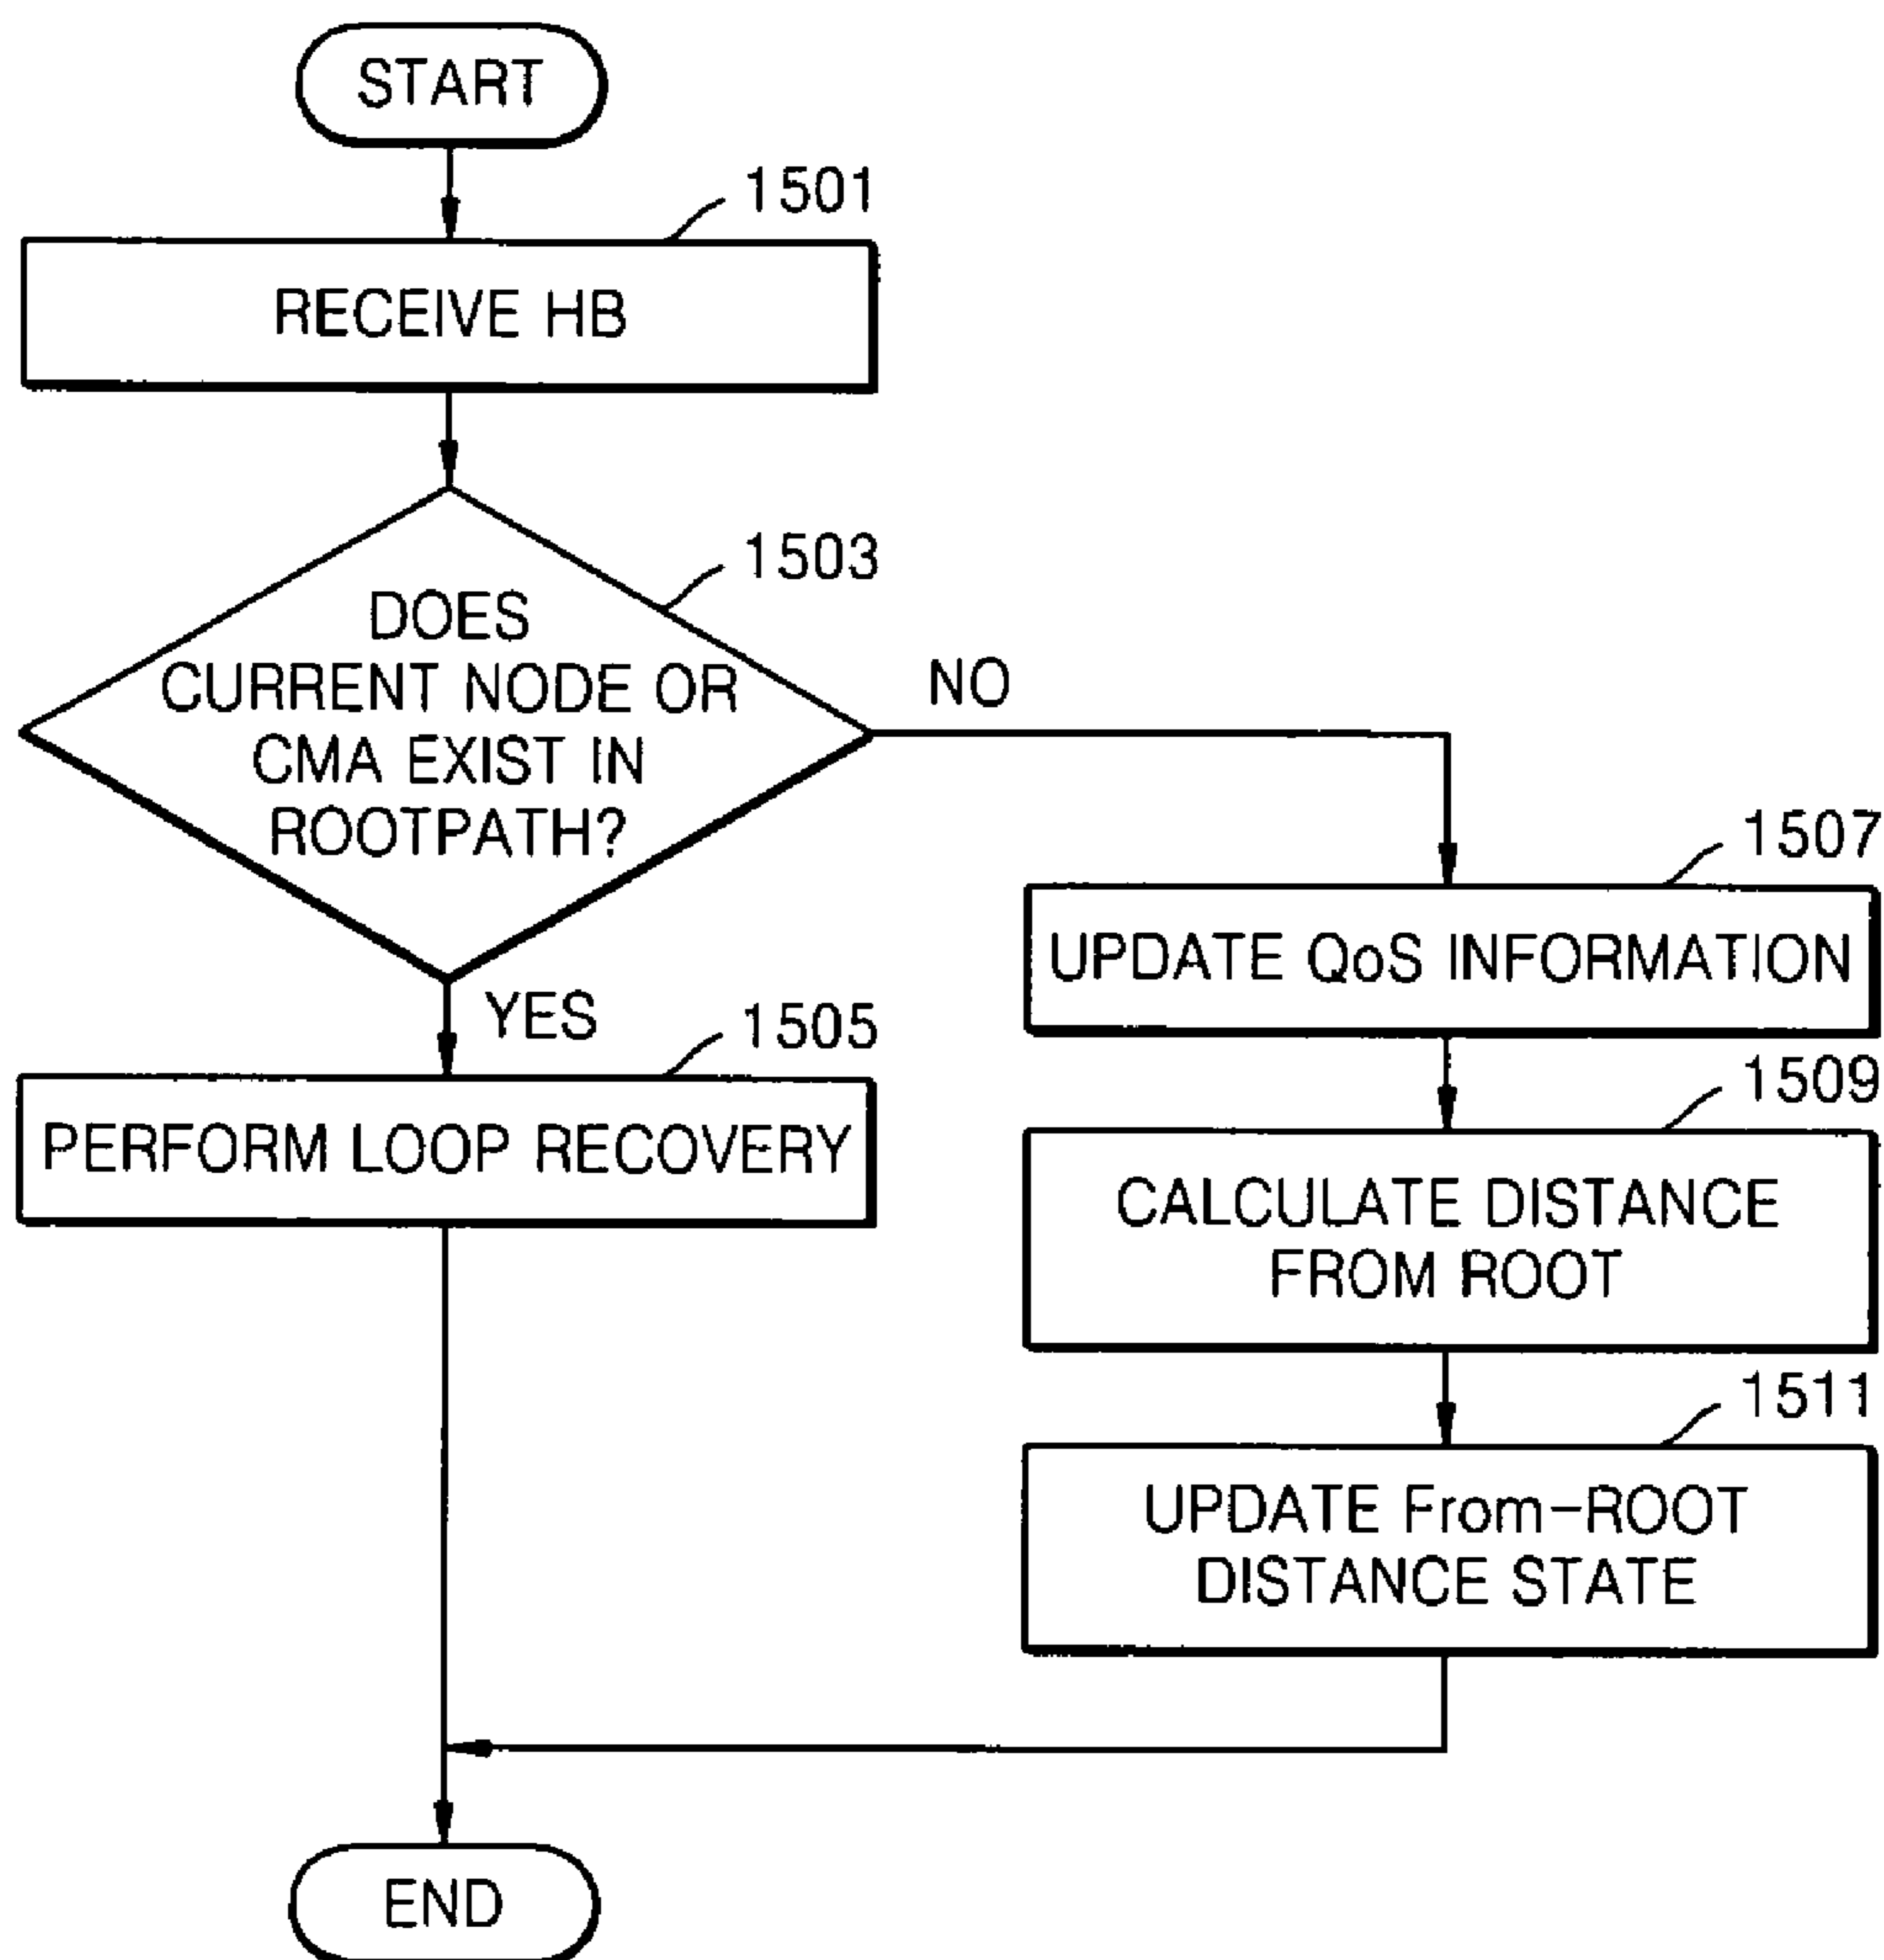 START
1501
RECEIVE HB
1503
DOES
CURRENT NODE OR
CMA EXIST IN
ROOTPATH?
NO
YES
1505
PERFORM LOOP RECOVERY
1507
UPDATE QoS INFORMATION
1509
CALCULATE DISTANCE
FROM ROOT
1511
UPDATE From-ROOT
DISTANCE STATE
END